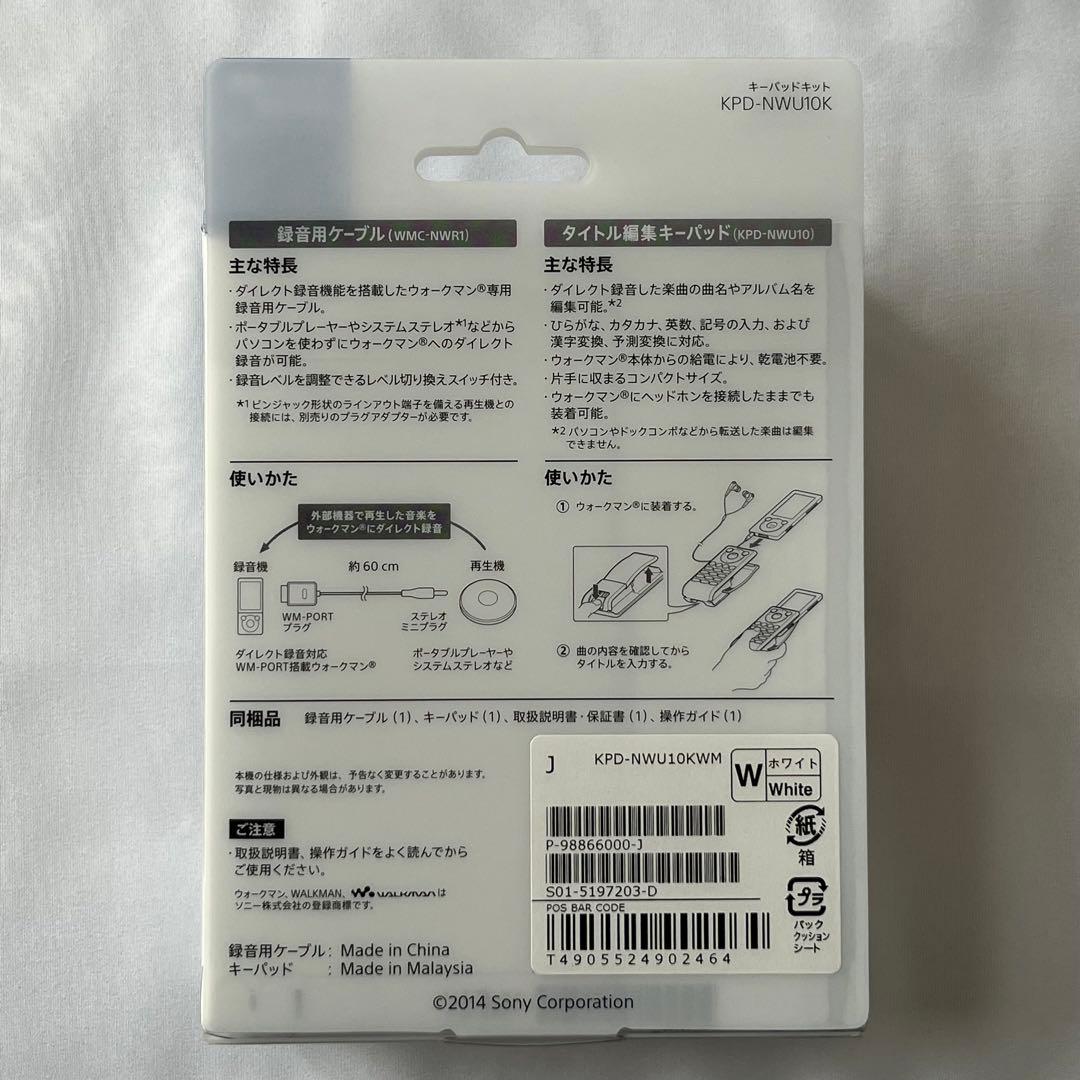 キーパッドキット
KPD-NWU10K
録音用ケーブル(WMC-NWR1)
主な特長
・ダイレクト録音機能を搭載したウォークマン®専用
録音用ケーブル。
・ポータブルプレーヤーやシステムステレオ*1などから
パソコンを使わずにウォークマン®へのダイレクト
録音が可能。
・録音レベルを調整できるレベル切り換えスイッチ付き。
*1 ピンジャック形状のラインアウト端子を備える再生機との
接続には、別売りのプラグアダプターが必要です。
使いかた
外部機器で再生した音楽を
ウォークマン®にダイレクト録音
録音機
約60cm
再生機
WM-PORT
プラグ
ステレオ
ミニプラグ
ダイレクト録音対応
WM-PORT搭載ウォークマン®
ポータブルプレーヤーや
システムステレオなど
タイトル編集キーパッド(KPD-NWU10)
主な特長
・ダイレクト録音した楽曲の曲名やアルバム名を
編集可能。*2
・ひらがな、カタカナ、英数、記号の入力、および
漢字変換、予測変換に対応。
・ウォークマン®本体からの給電により、乾電池不要。
・片手に収まるコンパクトサイズ。
・ウォークマン®にヘッドホンを接続したままでも
装着可能。
*2 パソコンやドックコンポなどから転送した楽曲は編集
できません。
使いかた
① ウォークマン®に装着する。
② 曲の内容を確認してから
タイトルを入力する。
同梱品 録音用ケーブル(1)、キーパッド(1)、取扱説明書・保証書(1)、操作ガイド(1)
本機の仕様および外観は、予告なく変更することがあります。
写真と現物は異なる場合があります。
ご注意
・取扱説明書、操作ガイドをよく読んでから
ご使用ください。
ウォークマン、WALKMAN、W. WALKMANは
ソニー株式会社の登録商標です。
録音用ケーブル: Made in China
キーパッド : Made in Malaysia
J KPD-NWU10KWM
W
ホワイト
White
P-98866000-J
S01-5197203-D
POS BAR CODE
T4905524902464
紙
箱
プラ
パック
クッション
シート
©2014 Sony Corporation